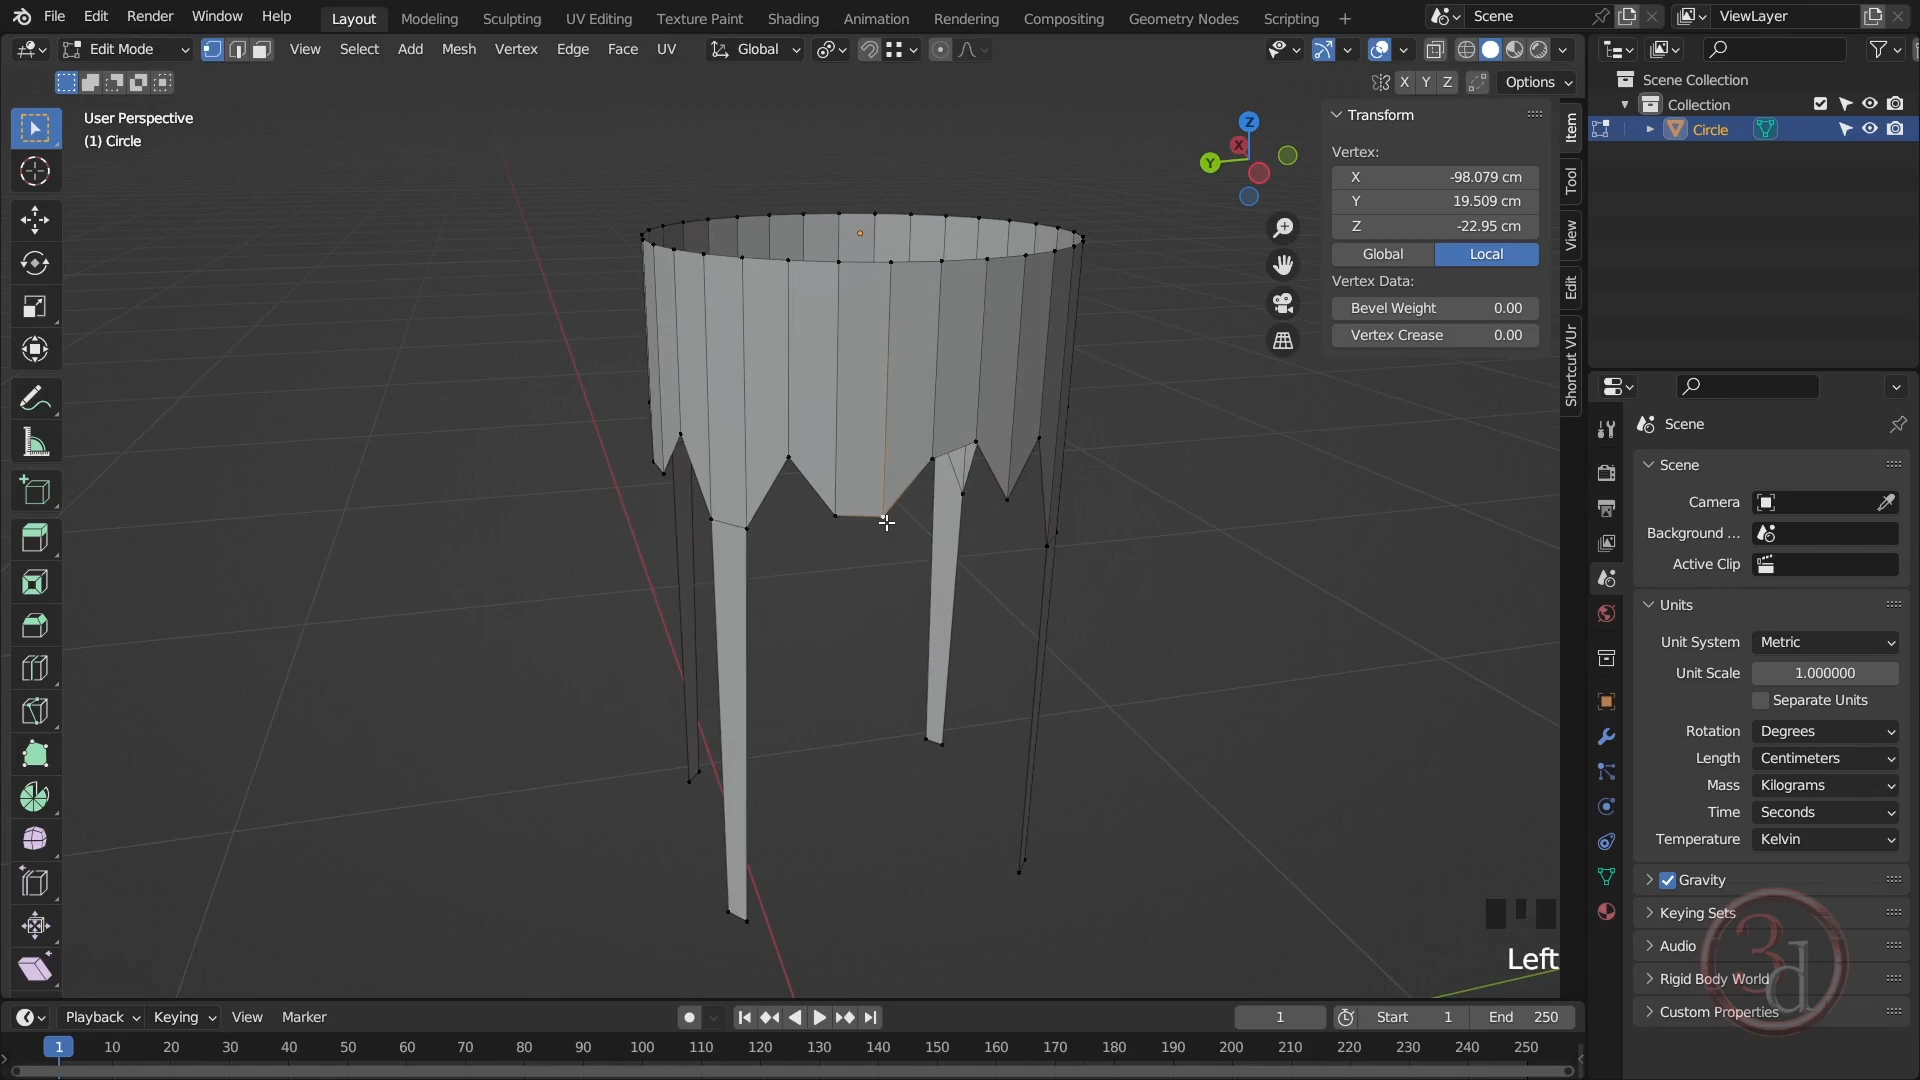 File Edit Render Window Help Layout Modeling Sculpting UV Editing Texture Paint Shading Animation Rendering Compositing Geometry Nodes Scripting + Scene ViewLayer
Edit Mode View Select Add Mesh Vertex Edge Face UV Global
X Y Z Options
User Perspective
(1) Circle
Z
X
Y
Transform
Vertex:
X -98.079 cm
Y 19.509 cm
Z -22.95 cm
Global Local
Vertex Data:
Bevel Weight 0.00
Vertex Crease 0.00
Item
Tool
View
Edit
Shortcut VUr
Left
Scene Collection
Collection
Circle
Scene
Scene
Camera
Background ...
Active Clip
Units
Unit System Metric
Unit Scale 1.000000
Separate Units
Rotation Degrees
Length Centimeters
Mass Kilograms
Time Seconds
Temperature Kelvin
Gravity
Keying Sets
Audio
Rigid Body World
Custom Properties
3d
Playback Keying View Marker 1 Start 1 End 250
1 10 20 30 40 50 60 70 80 90 100 110 120 130 140 150 160 170 180 190 200 210 220 230 240 250